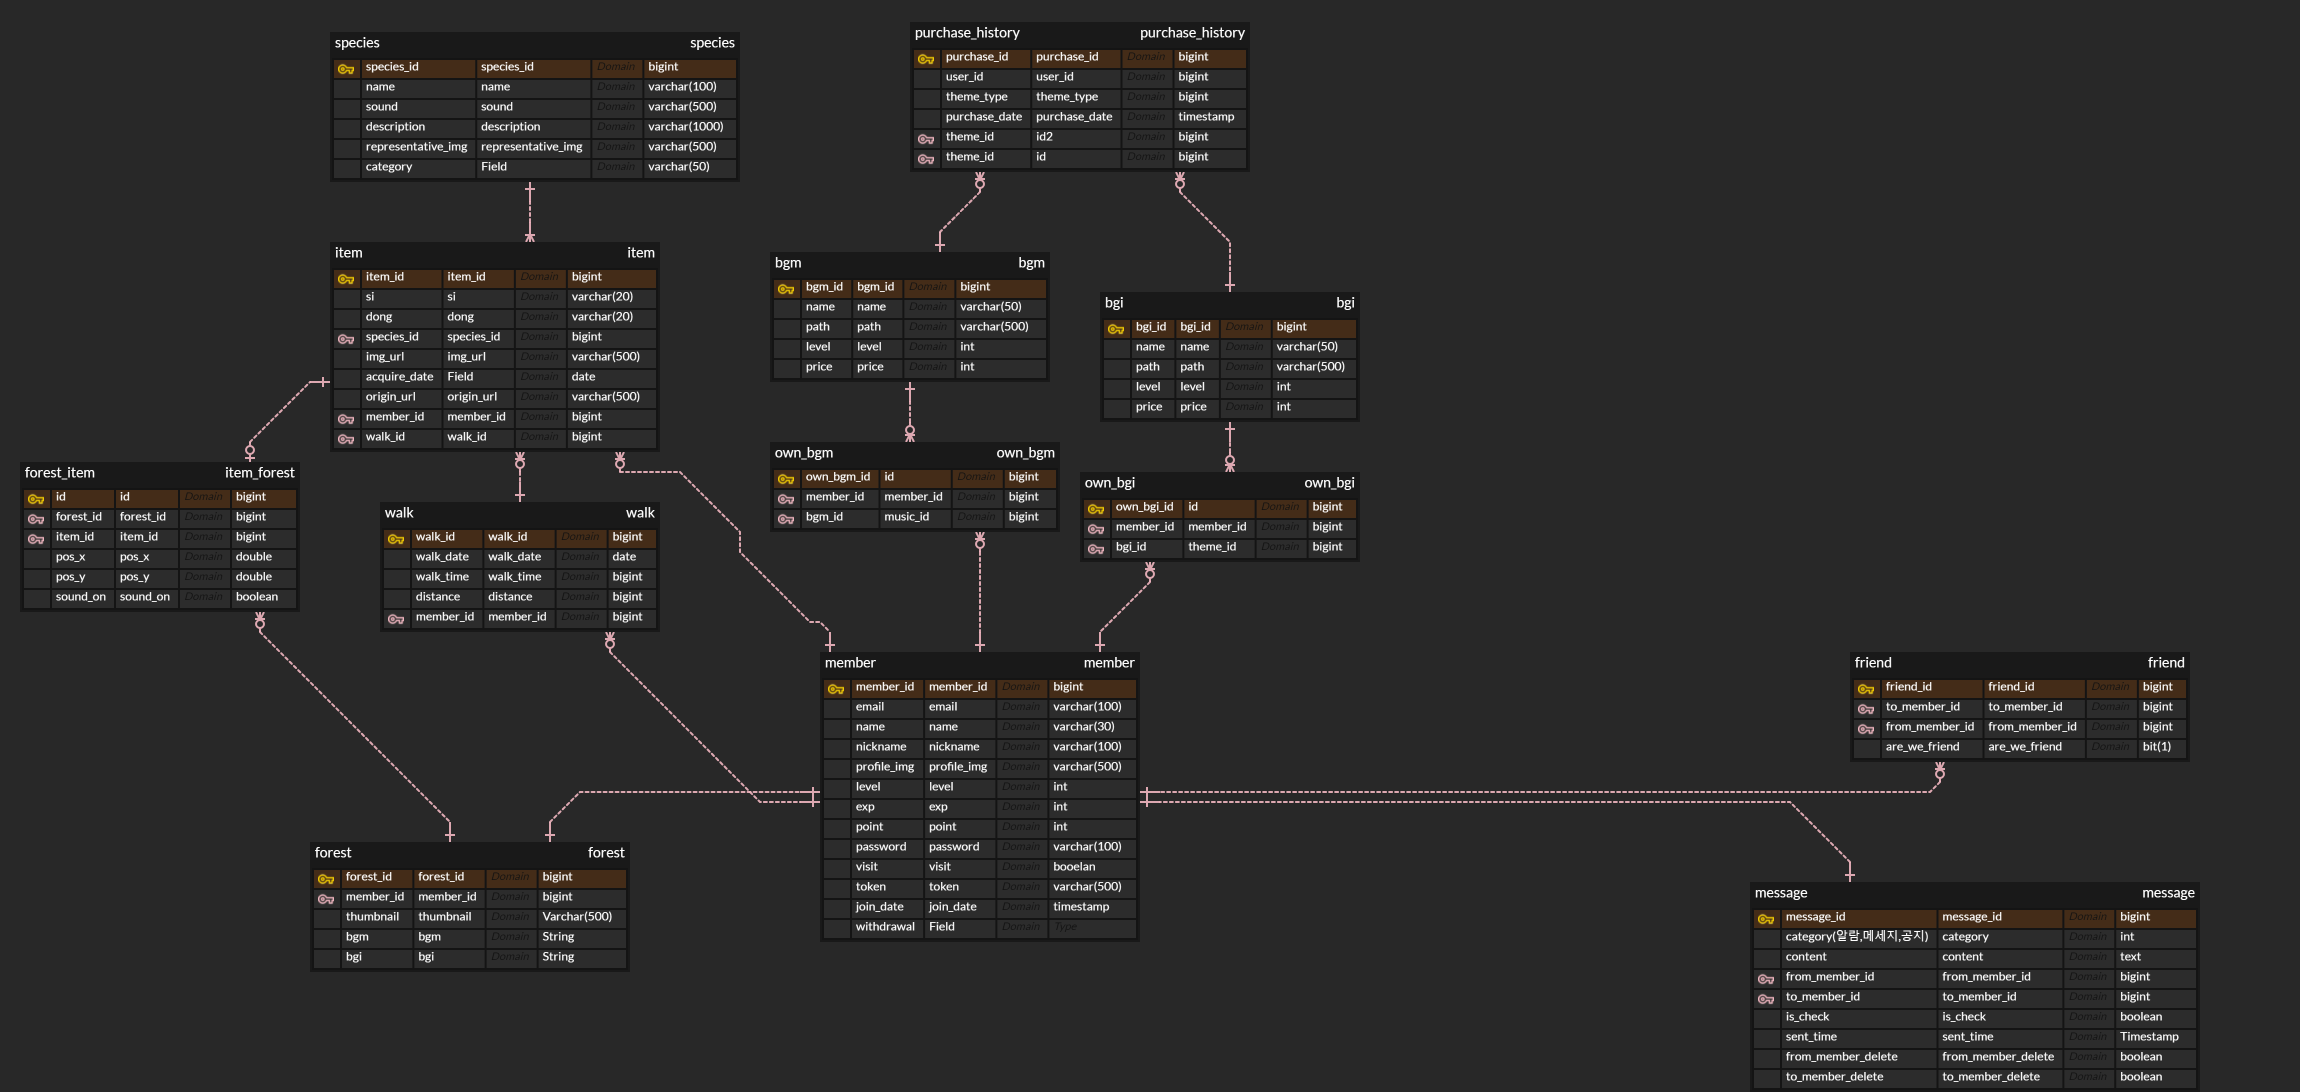 species species
species_id species_id Domain bigint
name name Domain varchar(100)
sound sound Domain varchar(500)
description description Domain varchar(1000)
representative_img representative_img Domain varchar(500)
category Field Domain varchar(50)
purchase_history purchase_history
purchase_id purchase_id Domain bigint
user_id user_id Domain bigint
theme_type theme_type Domain bigint
purchase_date purchase_date Domain timestamp
theme_id id2 Domain bigint
theme_id id Domain bigint
item item
item_id item_id Domain bigint
si si Domain varchar(20)
dong dong Domain varchar(20)
species_id species_id Domain bigint
img_url img_url Domain varchar(500)
acquire_date Field Domain date
origin_url origin_url Domain varchar(500)
member_id member_id Domain bigint
walk_id walk_id Domain bigint
bgm bgm
bgm_id bgm_id Domain bigint
name name Domain varchar(50)
path path Domain varchar(500)
level level Domain int
price price Domain int
bgi bgi
bgi_id bgi_id Domain bigint
name name Domain varchar(50)
path path Domain varchar(500)
level level Domain int
price price Domain int
forest_item item_forest
id id Domain bigint
forest_id forest_id Domain bigint
item_id item_id Domain bigint
pos_x pos_x Domain double
pos_y pos_y Domain double
sound_on sound_on Domain boolean
walk walk
walk_id walk_id Domain bigint
walk_date walk_date Domain date
walk_time walk_time Domain bigint
distance distance Domain bigint
member_id member_id Domain bigint
own_bgm own_bgm
own_bgm_id id Domain bigint
member_id member_id Domain bigint
bgm_id music_id Domain bigint
own_bgi own_bgi
own_bgi_id id Domain bigint
member_id member_id Domain bigint
bgi_id theme_id Domain bigint
member member
member_id member_id Domain bigint
email email Domain varchar(100)
name name Domain varchar(30)
nickname nickname Domain varchar(100)
profile_img profile_img Domain varchar(500)
level level Domain int
exp exp Domain int
point point Domain int
password password Domain varchar(100)
visit visit Domain booelan
token token Domain varchar(500)
join_date join_date Domain timestamp
withdrawal Field Domain Type
friend friend
friend_id friend_id Domain bigint
to_member_id to_member_id Domain bigint
from_member_id from_member_id Domain bigint
are_we_friend are_we_friend Domain bit(1)
forest forest
forest_id forest_id Domain bigint
member_id member_id Domain bigint
thumbnail thumbnail Domain Varchar(500)
bgm bgm Domain String
bgi bgi Domain String
message message
message_id message_id Domain bigint
category(알람,메세지,공지) category Domain int
content content Domain text
from_member_id from_member_id Domain bigint
to_member_id to_member_id Domain bigint
is_check is_check Domain boolean
sent_time sent_time Domain Timestamp
from_member_delete from_member_delete Domain boolean
to_member_delete to_member_delete Domain boolean